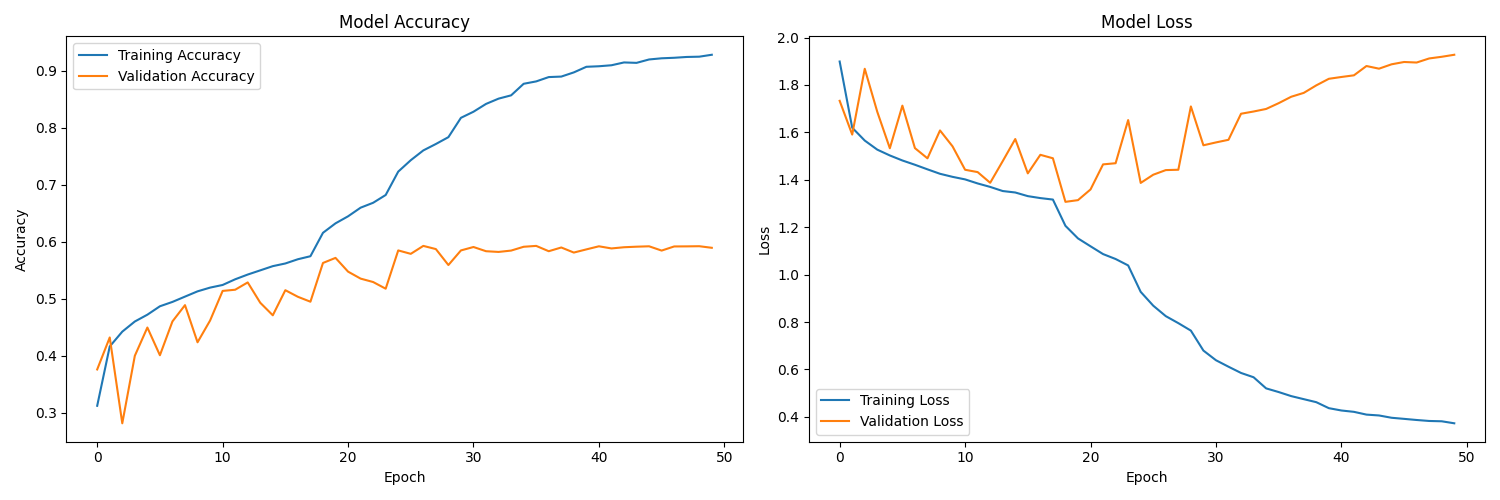 Model Accuracy
Training Accuracy
Validation Accuracy
0.9
0.8
0.7
0.6
0.5
0.4
0.3
Accuracy
0 10 20 30 40 50
Epoch
Model Loss
2.0
1.8
1.6
1.4
1.2
1.0
0.8
0.6
0.4
Loss
Training Loss
Validation Loss
0 10 20 30 40 50
Epoch